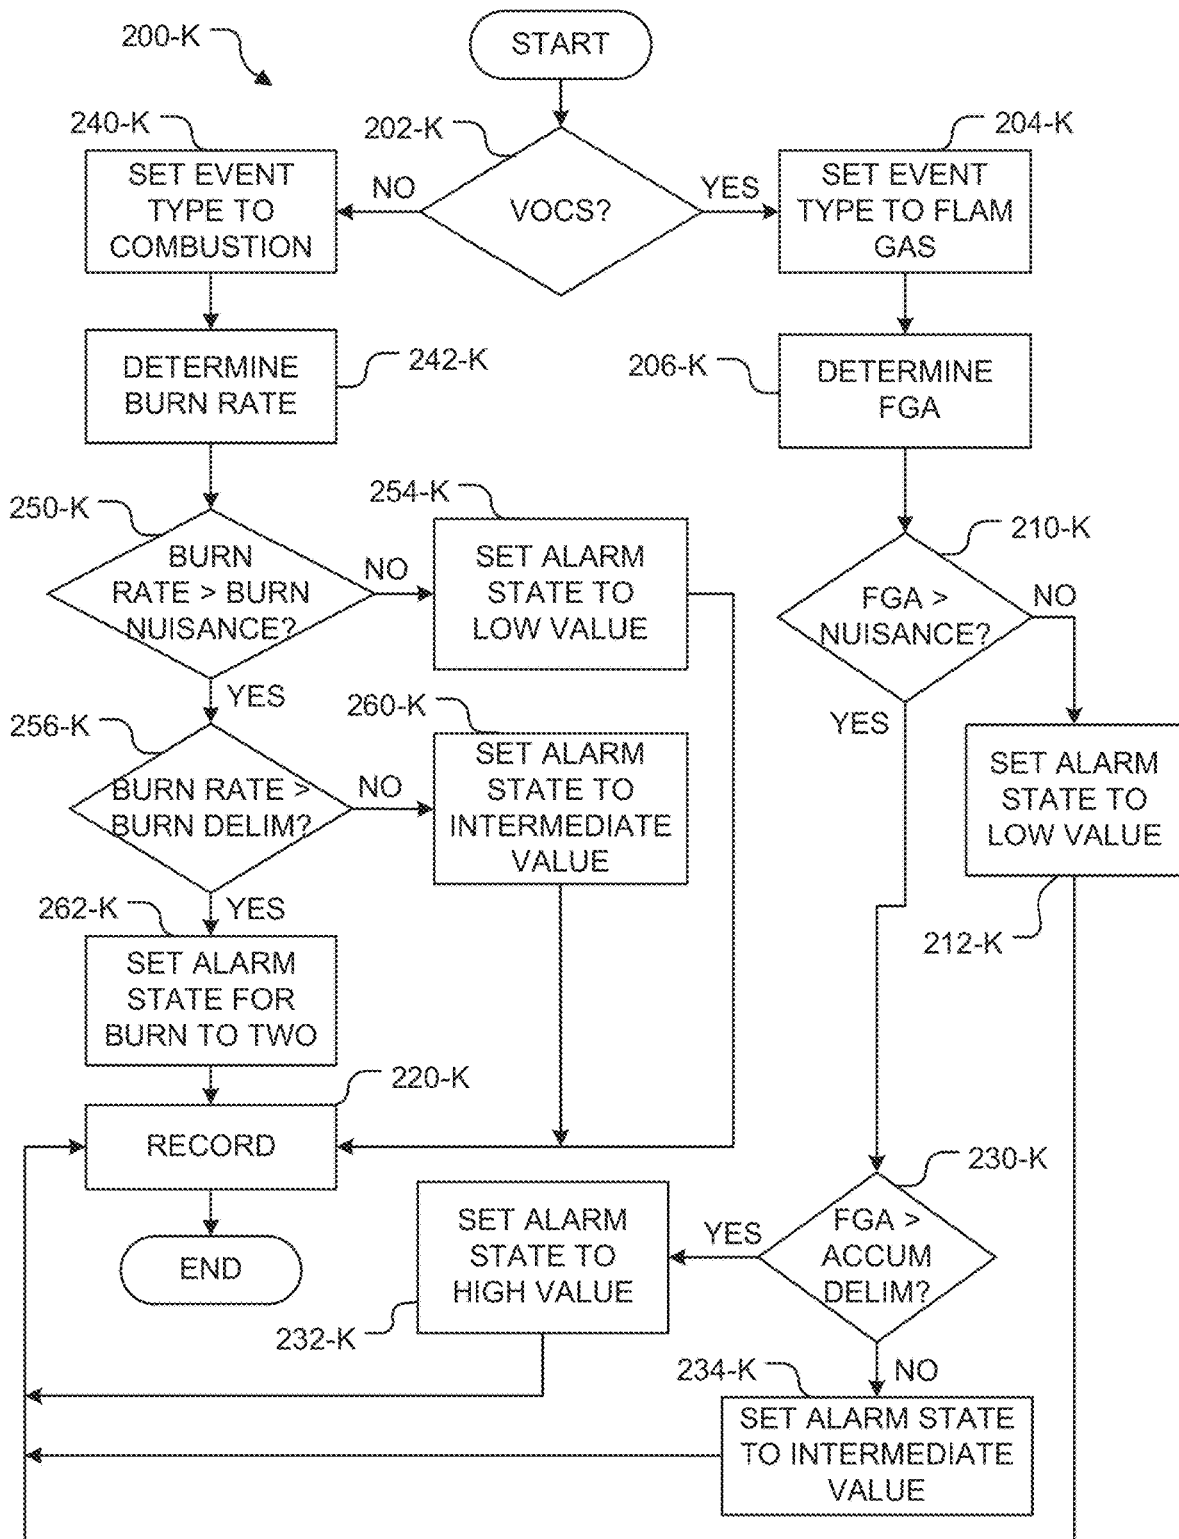 200-K
START
240-K
202-K
204-K
SET EVENT
TYPE TO
COMBUSTION
NO
VOCS?
YES
SET EVENT
TYPE TO FLAM
GAS
DETERMINE
BURN RATE
242-K
206-K
DETERMINE
FGA
250-K
254-K
210-K
BURN
RATE > BURN
NUISANCE?
NO
SET ALARM
STATE TO
LOW VALUE
FGA >
NUISANCE?
NO
YES
YES
256-K
260-K
BURN RATE >
BURN DELIM?
NO
SET ALARM
STATE TO
INTERMEDIATE
VALUE
SET ALARM
STATE TO
LOW VALUE
262-K
YES
212-K
SET ALARM
STATE FOR
BURN TO TWO
220-K
RECORD
230-K
END
SET ALARM
STATE TO
HIGH VALUE
YES
FGA >
ACCUM
DELIM?
232-K
234-K
NO
SET ALARM STATE
TO INTERMEDIATE
VALUE